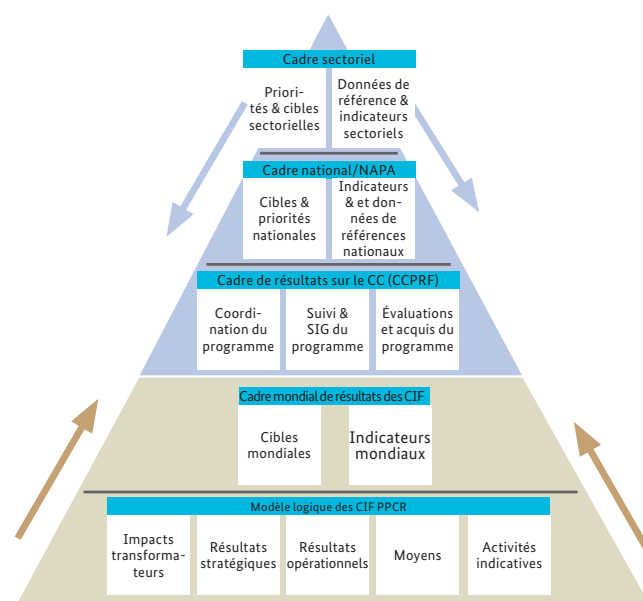 Cadre sectoriel
Priori-
tés & cibles
sectorielles
Données de
référence &
indicateurs
sectoriels
Cadre national/NAPA
Cibles &
priorités
nationales
Indicateurs
& et don-
nées de
références
nationaux
Cadre de résultats sur le CC (CCPRF)
Coordi-
nation du
programme
Suivi &
SIG du
programme
Évaluations
et acquis du
programme
Cadre mondial de résultats des CIF
Cibles
mondiales
Indicateurs
mondiaux
Modèle logique des CIF PPCR
Impacts
transforma-
teurs
Résultats
stratégiques
Résultats
opérationnels
Moyens
Activités
indicatives